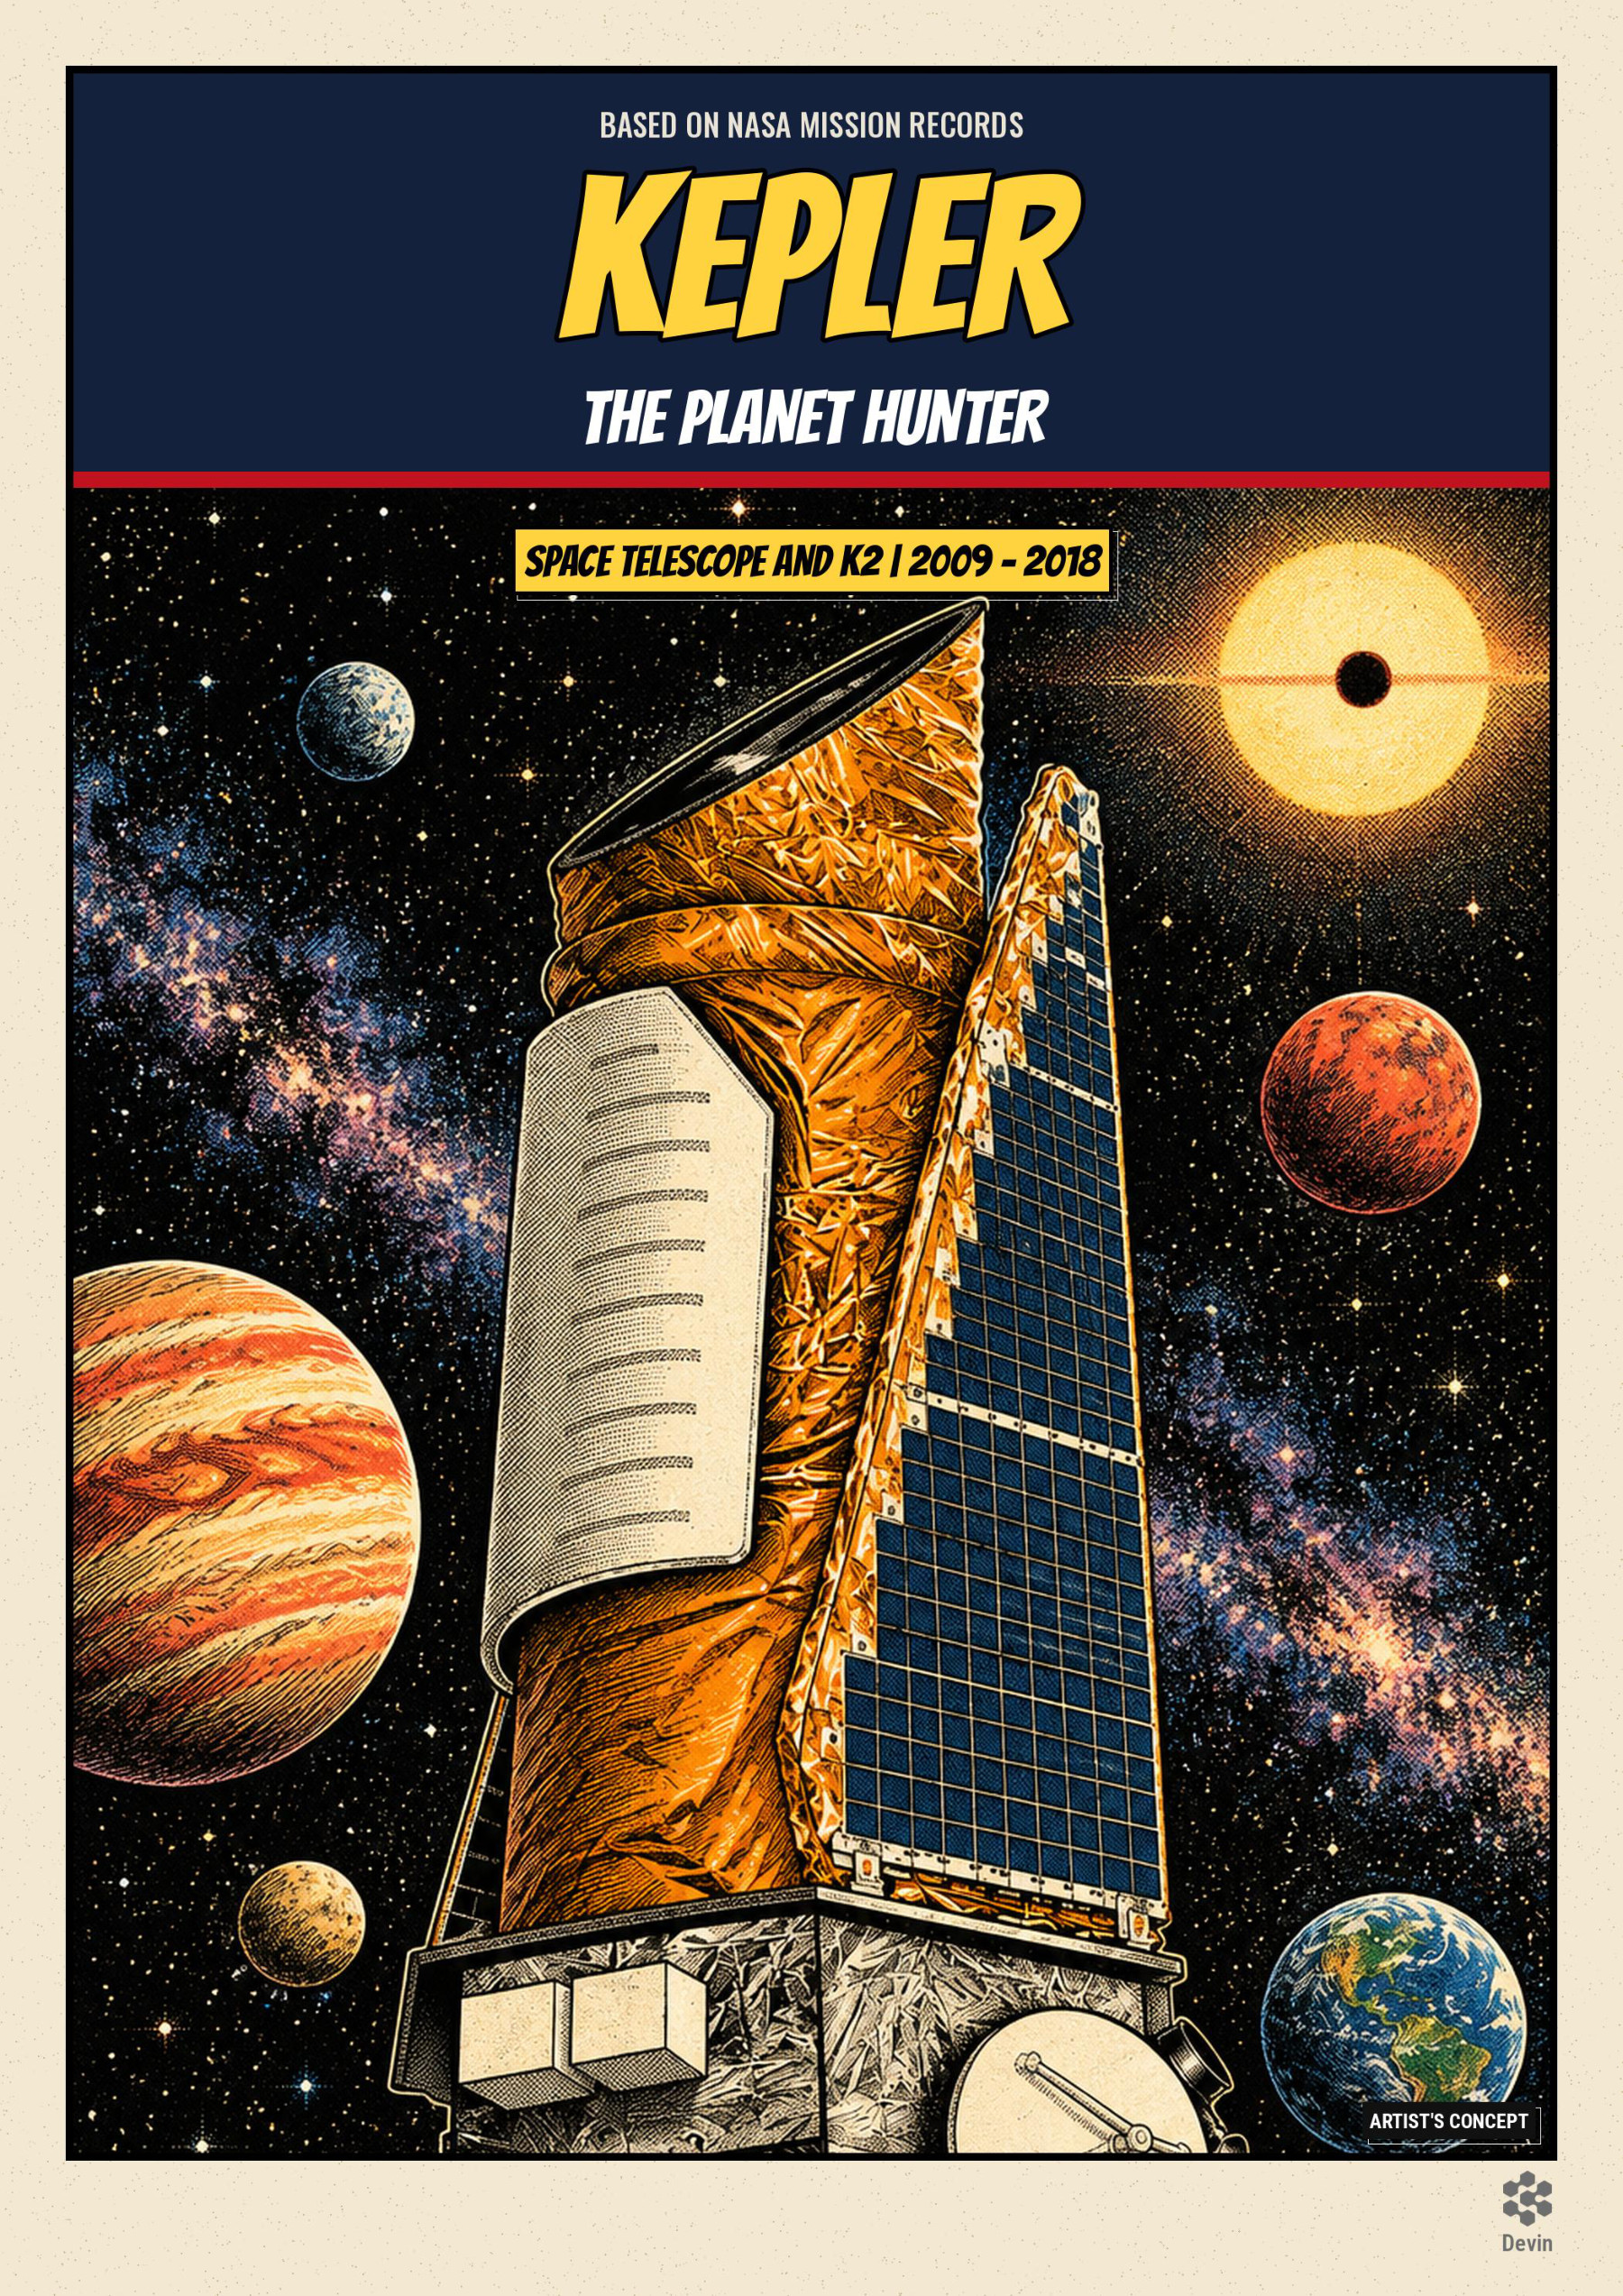 BASED ON NASA MISSION RECORDS
KEPLER
THE PLANET HUNTER
SPACE TELESCOPE AND K2 | 2009 - 2018
ARTIST'S CONCEPT
Devin